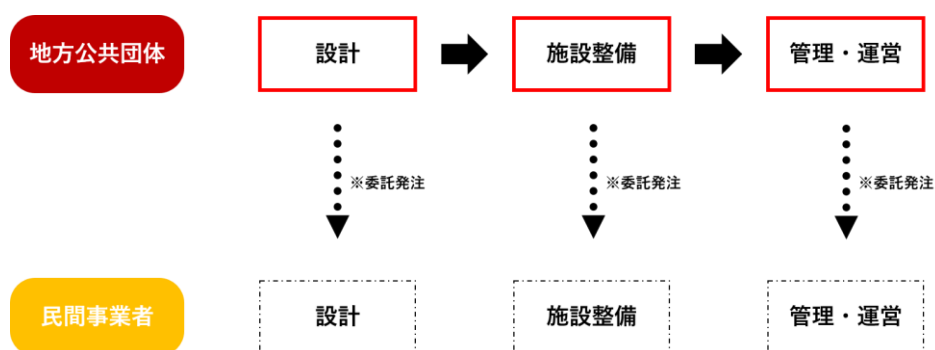 地方公共団体
設計
施設整備
管理・運営
※委託発注
※委託発注
※委託発注
民間事業者
設計
施設整備
管理・運営